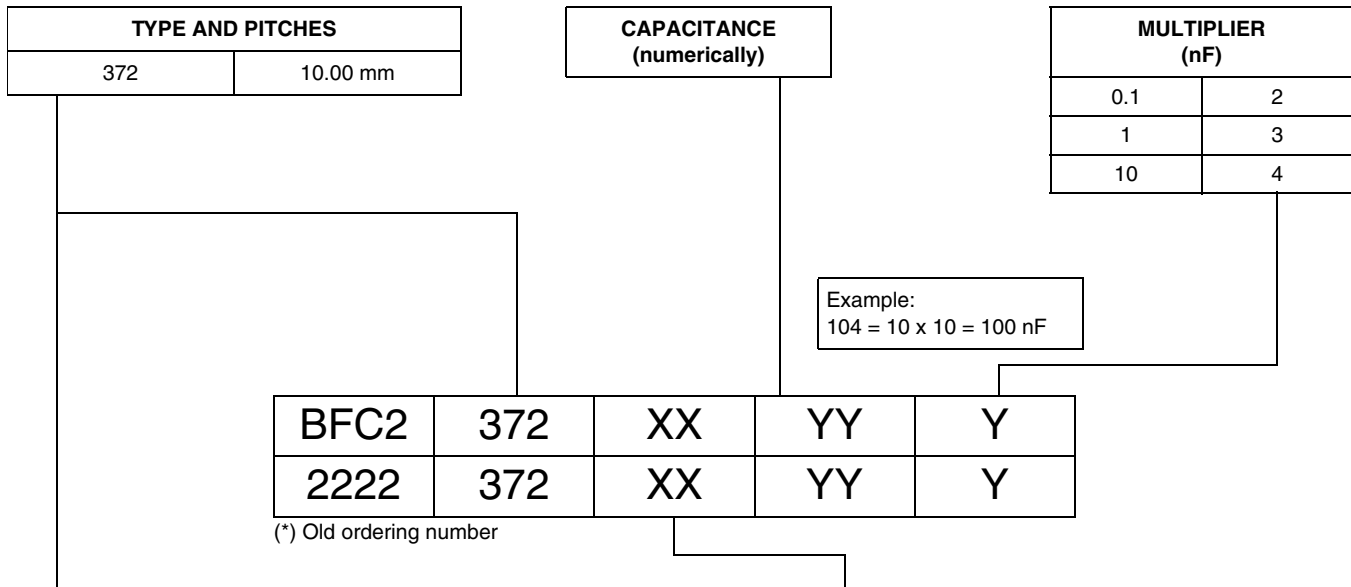 TYPE AND PITCHES
372 10.00 mm
CAPACITANCE
(numerically)
MULTIPLIER
(nF)
0.1 2
1 3
10 4
Example:
104 = 10 x 10 = 100 nF
BFC2 372 XX YY Y
2222 372 XX YY Y
(*) Old ordering number